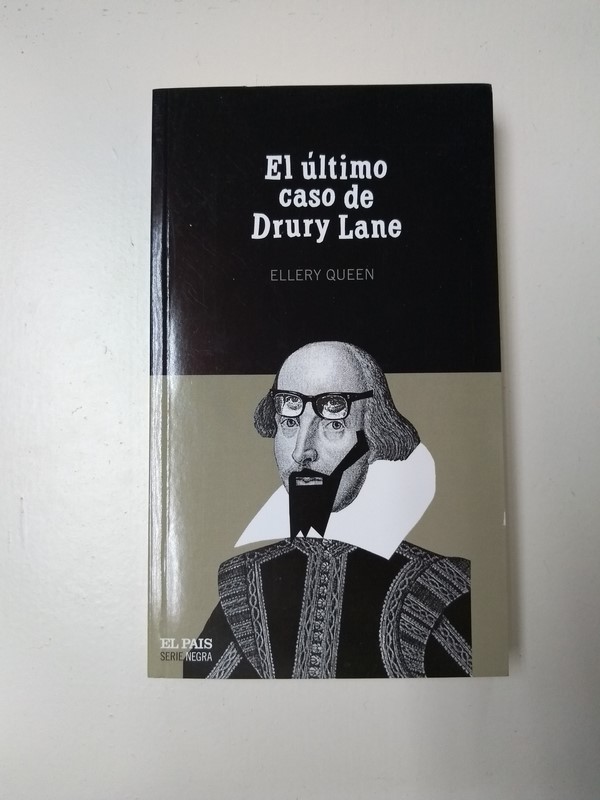 El último
caso de
Drury Lane
ELLERY QUEEN
EL PAIS
SERIE NEGRA